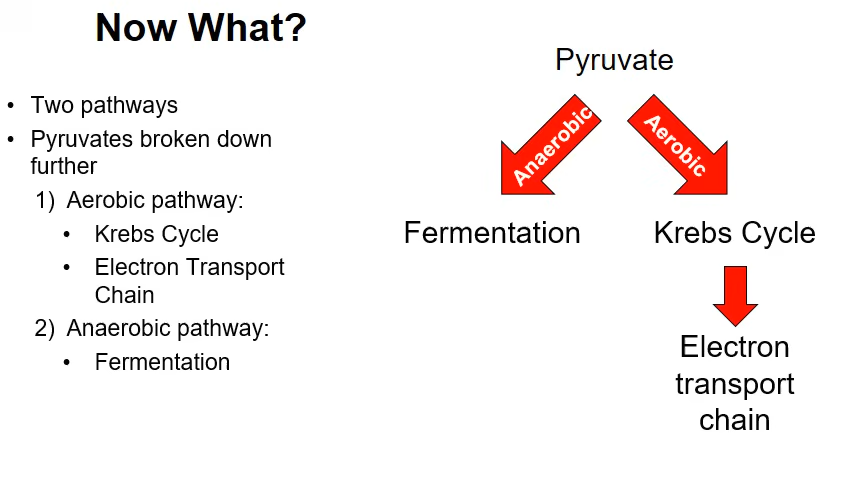 Now What?
• Two pathways
• Pyruvates broken down
further
1) Aerobic pathway:
• Krebs Cycle
• Electron Transport
Chain
2) Anaerobic pathway:
• Fermentation
Pyruvate
Anaerobic
Aerobic
Fermentation
Krebs Cycle
Electron
transport
chain